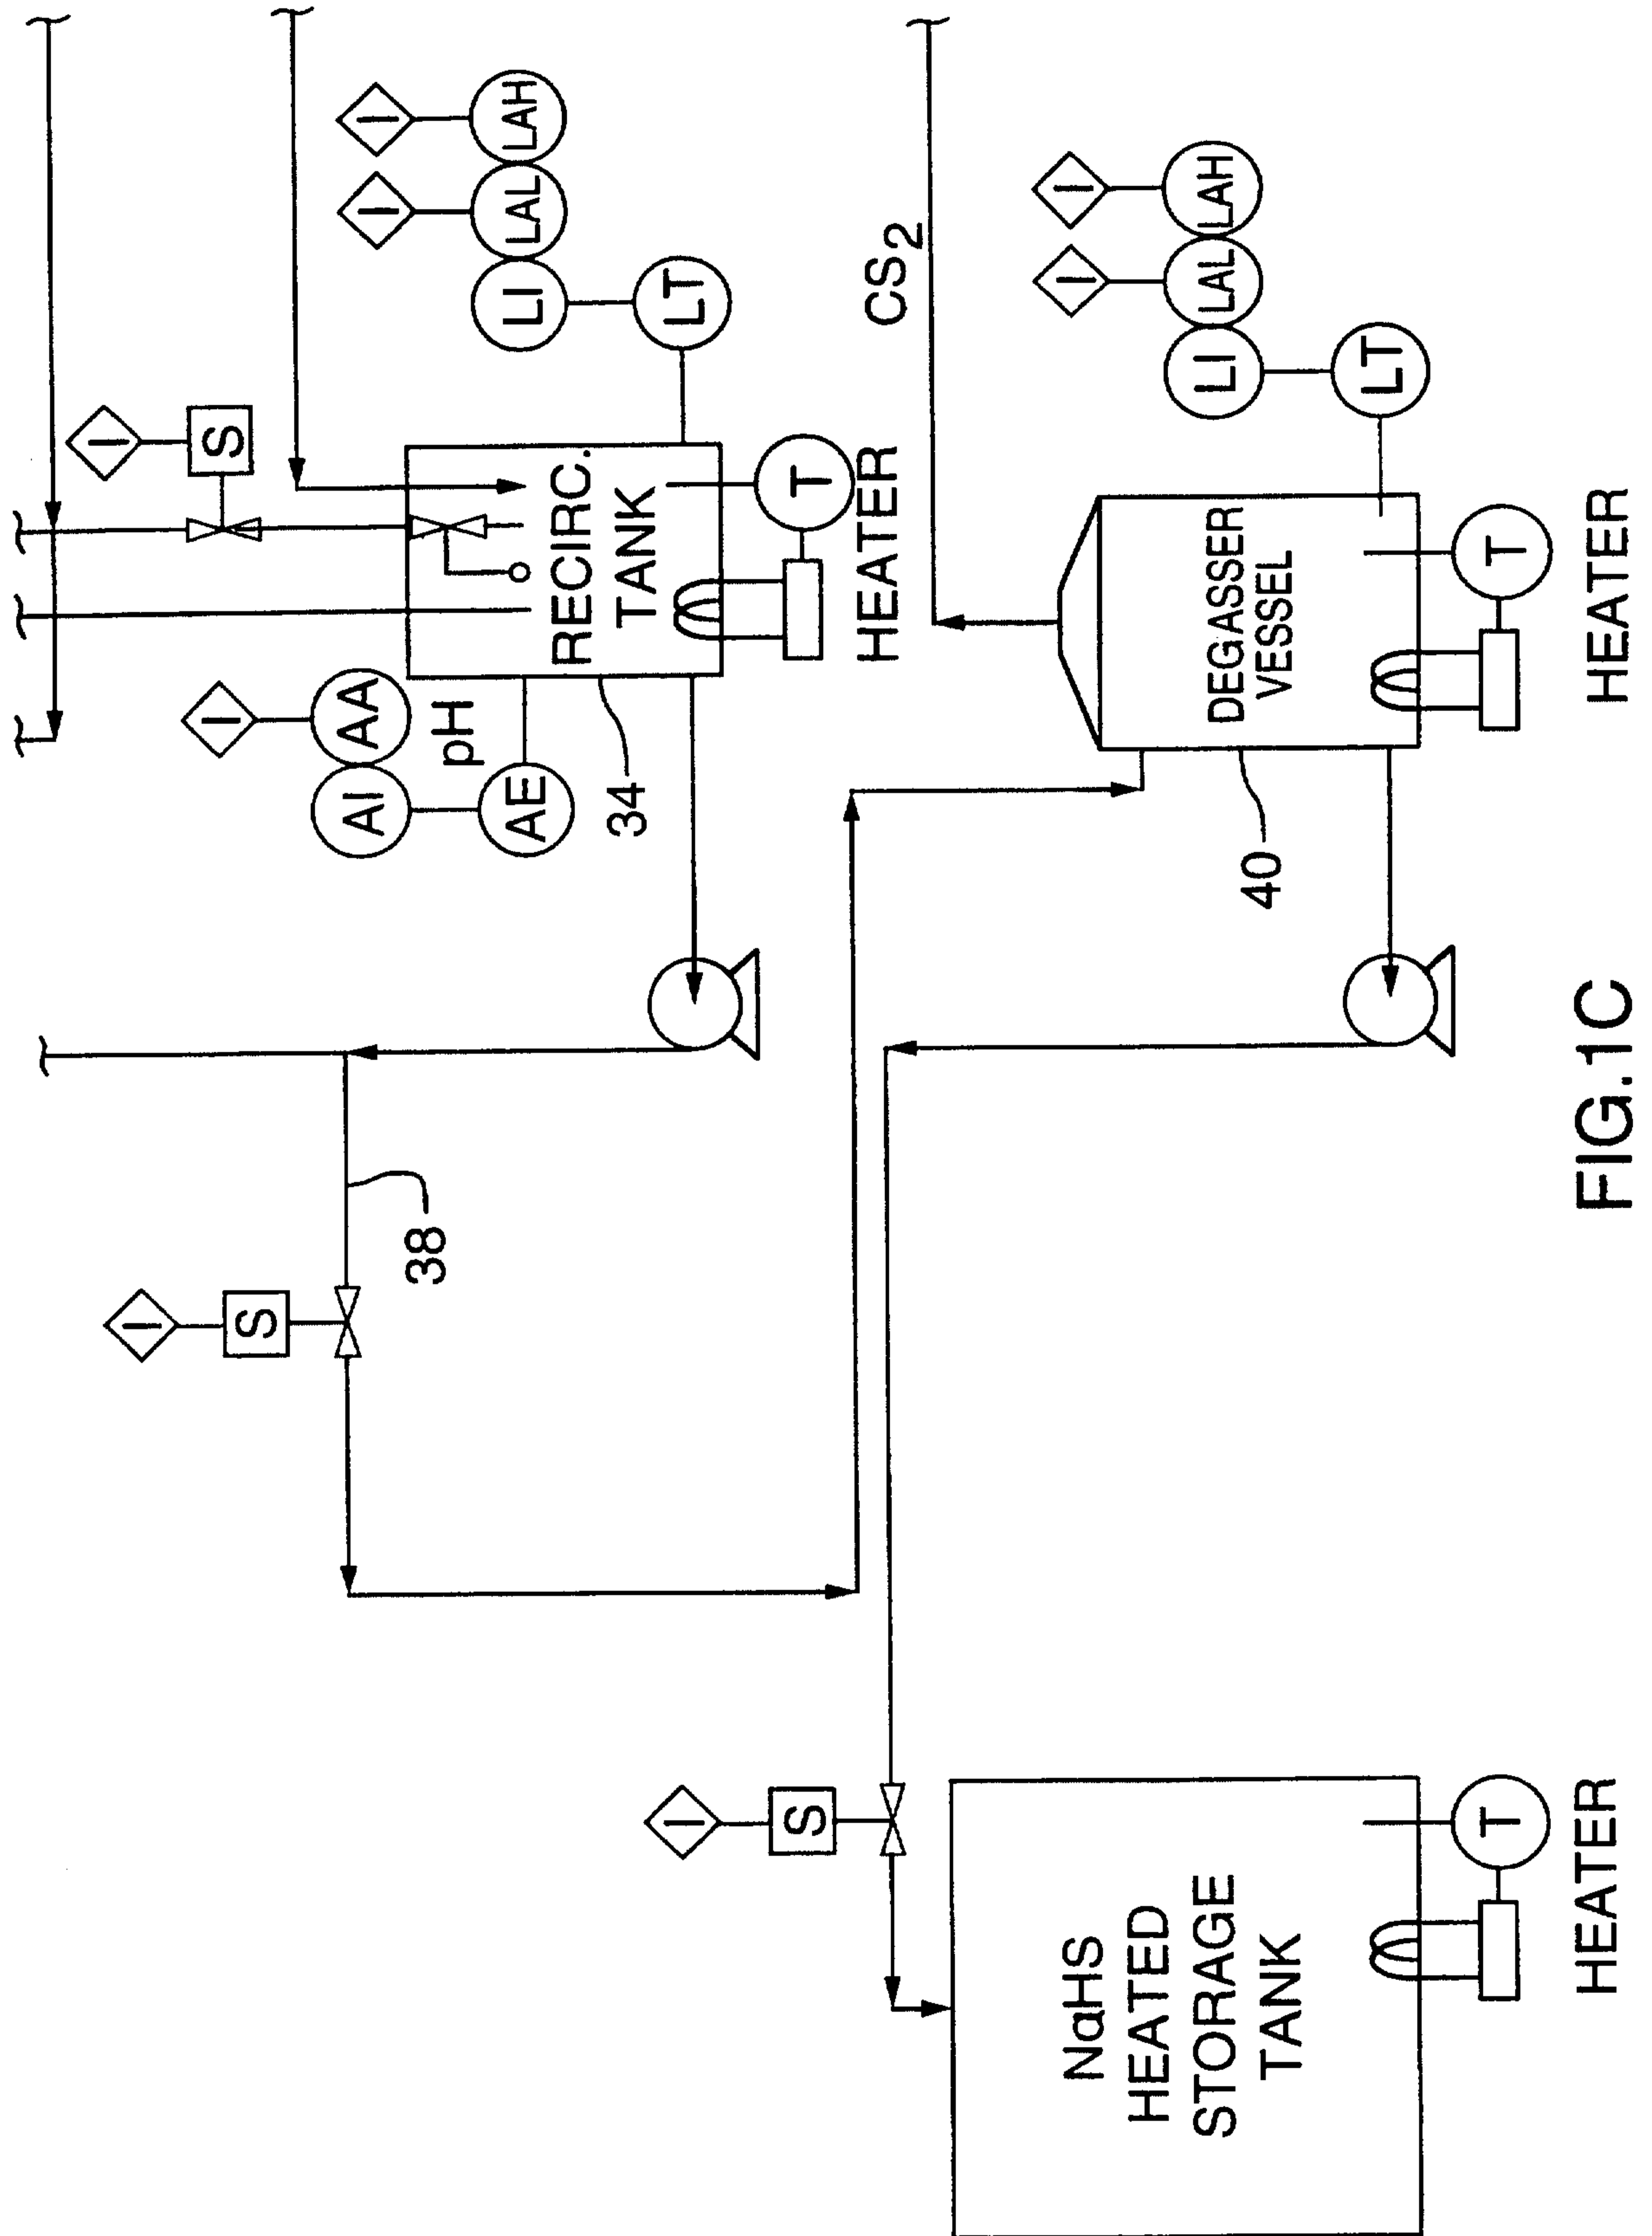 I
S
I
LAH
I
LAL
LI
LT
RECIRC.
TANK
T
HEATER
I
AA
AI
pH
AE
34
I
S
38
CS2
I
LAH
I
LAL
LI
LT
DEGASSER
VESSEL
T
HEATER
40
I
S
NaHS
HEATED
STORAGE
TANK
T
HEATER
FIG.1C